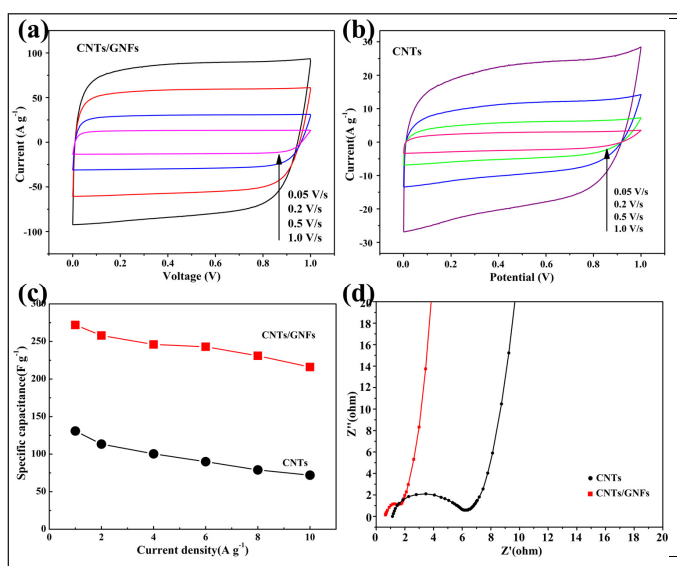 (a)
CNTs/GNFs
Current(A g⁻¹)
100
50
0
-50
-100
0.05 V/s
0.2 V/s
0.5 V/s
1.0 V/s
0.0 0.2 0.4 0.6 0.8 1.0
Voltage (V)
(b)
CNTs
Current(A g⁻¹)
30
20
10
0
-10
-20
-30
0.05 V/s
0.2 V/s
0.5 V/s
1.0 V/s
0.0 0.2 0.4 0.6 0.8 1.0
Potential (V)
(c)
Specific capacitance(F g⁻¹)
300
250
200
150
100
50
0
CNTs/GNFs
CNTs
2 4 6 8 10
Current density(A g⁻¹)
(d)
Z''(ohm)
20
18
16
14
12
10
8
6
4
2
0
CNTs
CNTs/GNFs
0 2 4 6 8 10 12 14 16 18 20
Z'(ohm)